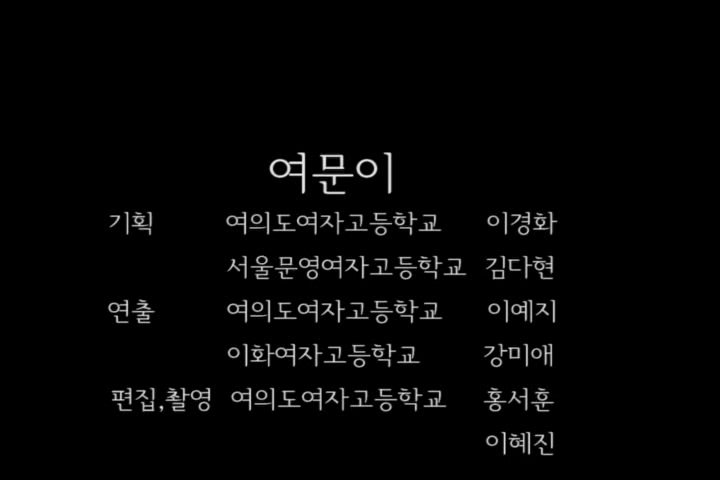 여문이
기획 여의도여자고등학교 이경화
서울문영여자고등학교 김다현
연출 여의도여자고등학교 이예지
이화여자고등학교 강미애
편집,촬영 여의도여자고등학교 홍서훈
이혜진